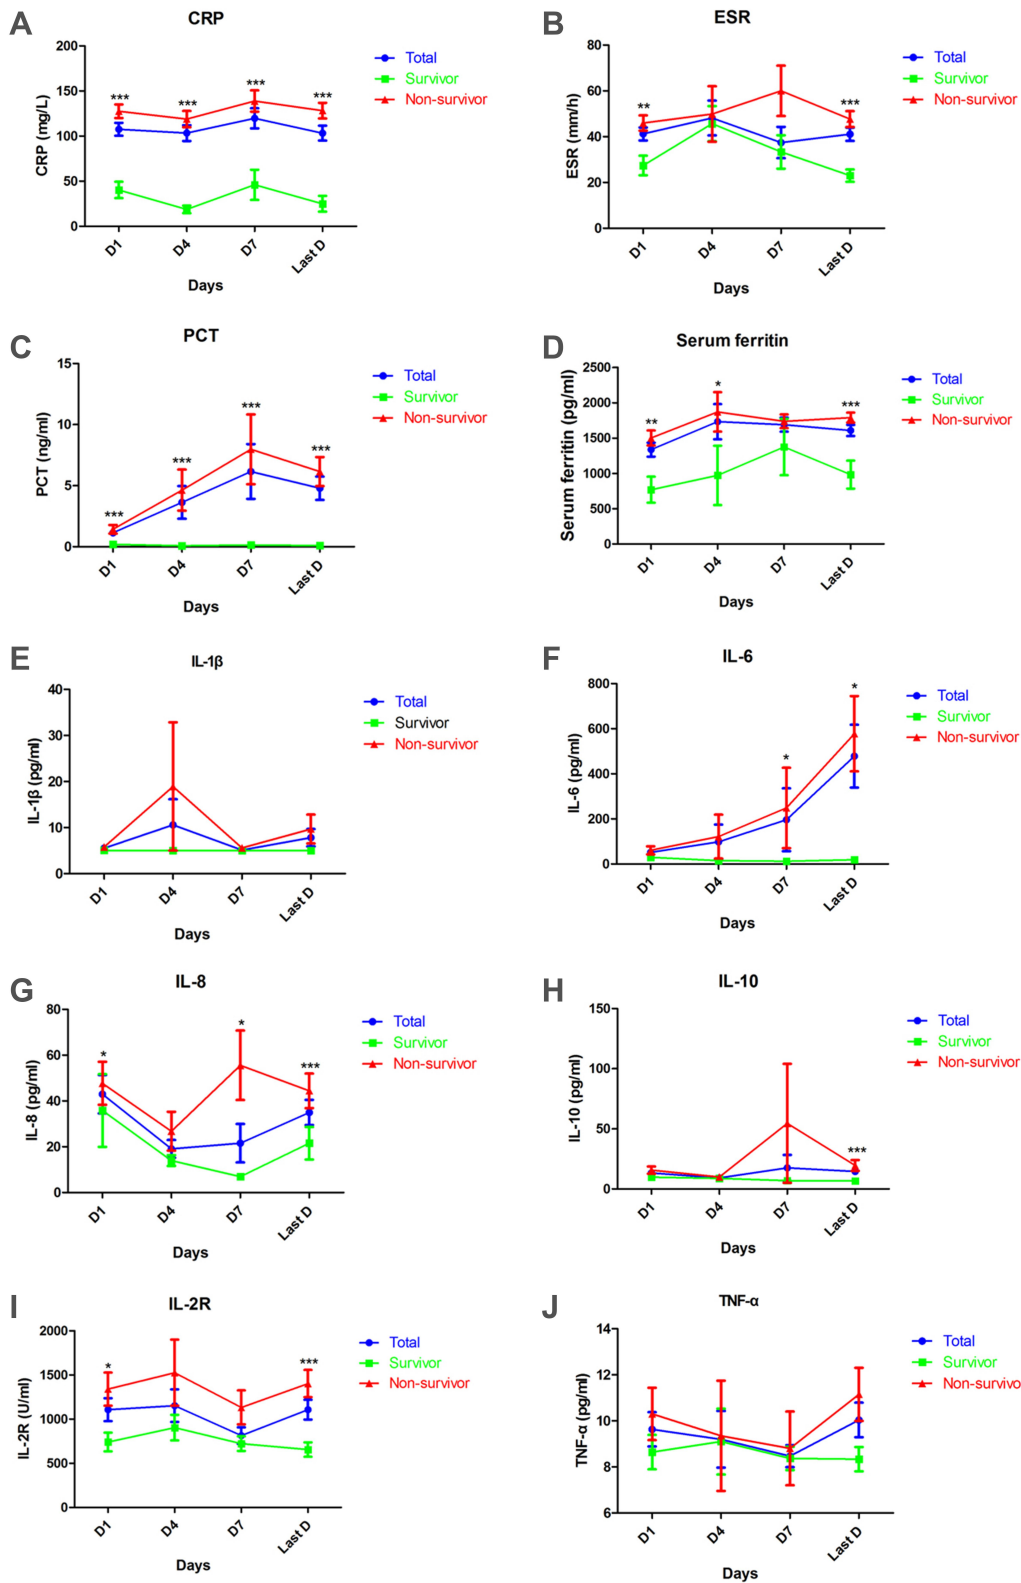 A
CRP
200
150
100
50
0
CRP (mg/L)
***
***
***
***
D1
D4
D7
Last D
Days
Total
Survivor
Non-survivor
B
ESR
80
60
40
20
0
ESR (mm/h)
**
***
D1
D4
D7
Last D
Days
Total
Survivor
Non-survivor
C
PCT
15
10
5
0
PCT (ng/ml)
***
***
***
***
D1
D4
D7
Last D
Days
Total
Survivor
Non-survivor
D
Serum ferritin
2500
2000
1500
1000
500
0
Serum ferritin (pg/ml)
**
*
***
D1
D4
D7
Last D
Days
Total
Survivor
Non-survivor
E
IL-1β
40
30
20
10
0
IL-1β (pg/ml)
D1
D4
D7
Last D
Days
Total
Survivor
Non-survivor
F
IL-6
800
600
400
200
0
IL-6 (pg/ml)
*
*
D1
D4
D7
Last D
Days
Total
Survivor
Non-survivor
G
IL-8
80
60
40
20
0
IL-8 (pg/ml)
*
*
***
D1
D4
D7
Last D
Days
Total
Survivor
Non-survivor
H
IL-10
150
100
50
0
IL-10 (pg/ml)
***
D1
D4
D7
Last D
Days
Total
Survivor
Non-survivor
I
IL-2R
2000
1500
1000
500
0
IL-2R (U/ml)
*
***
D1
D4
D7
Last D
Days
Total
Survivor
Non-survivor
J
TNF-α
14
12
10
8
6
TNF-α (pg/ml)
D1
D4
D7
Last D
Days
Total
Survivor
Non-survivo